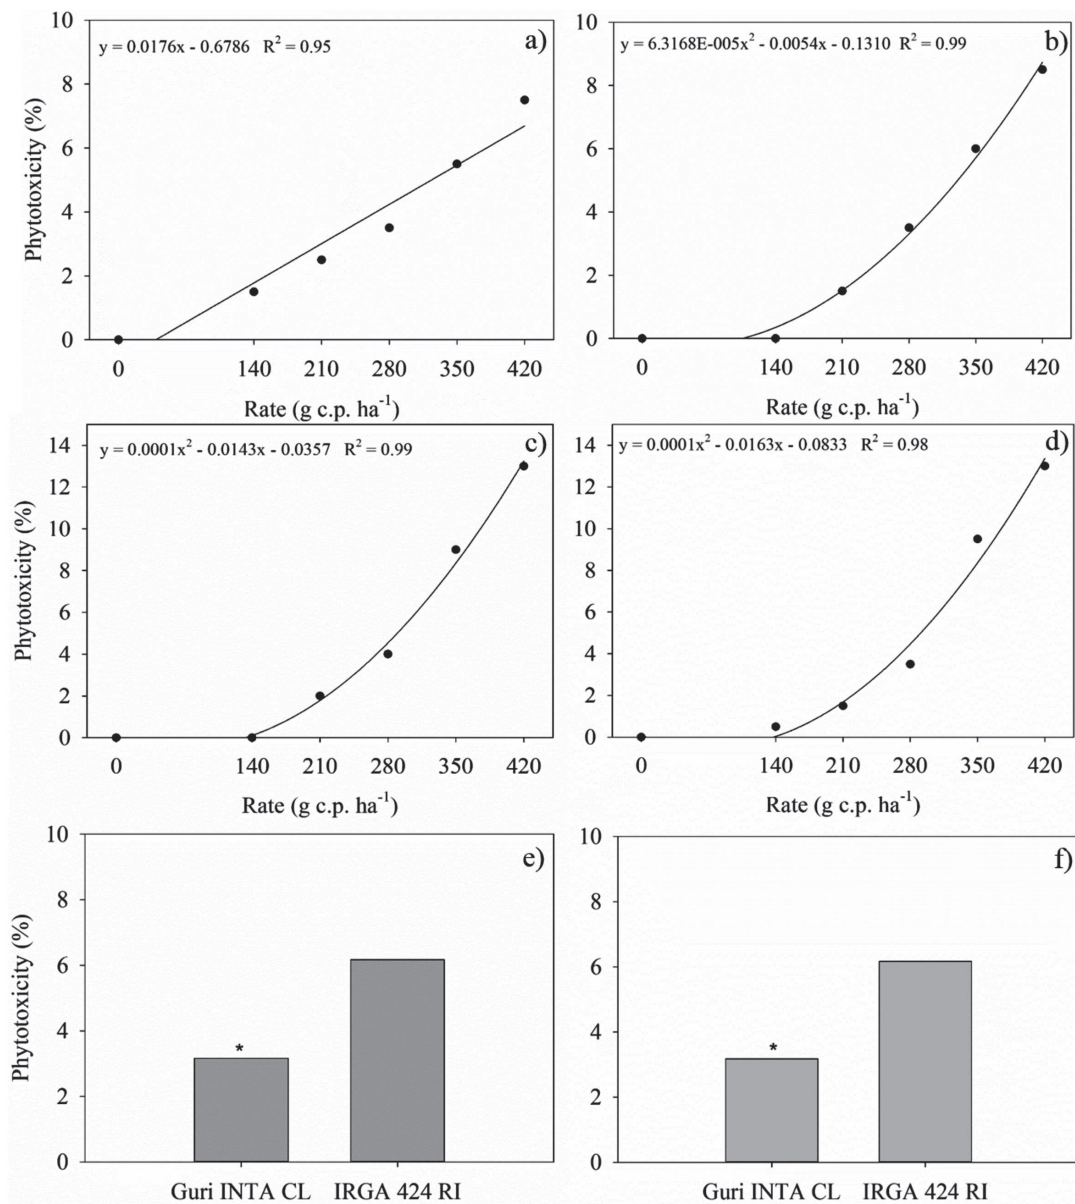 10
8
6
4
2
0
Phytotoxicity (%)
y = 0.0176x - 0.6786 R² = 0.95
a)
0 140 210 280 350 420
Rate (g c.p. ha⁻¹)
10
8
6
4
2
0
y = 6.3168E-005x² - 0.0054x - 0.1310 R² = 0.99
b)
0 140 210 280 350 420
Rate (g c.p. ha⁻¹)
14
12
10
8
6
4
2
0
Phytotoxicity (%)
y = 0.0001x² - 0.0143x - 0.0357 R² = 0.99
c)
0 140 210 280 350 420
Rate (g c.p. ha⁻¹)
14
12
10
8
6
4
2
0
y = 0.0001x² - 0.0163x - 0.0833 R² = 0.98
d)
0 140 210 280 350 420
Rate (g c.p. ha⁻¹)
10
8
6
4
2
0
Phytotoxicity (%)
e)
*
Guri INTA CL IRGA 424 RI
10
8
6
4
2
0
f)
*
Guri INTA CL IRGA 424 RI